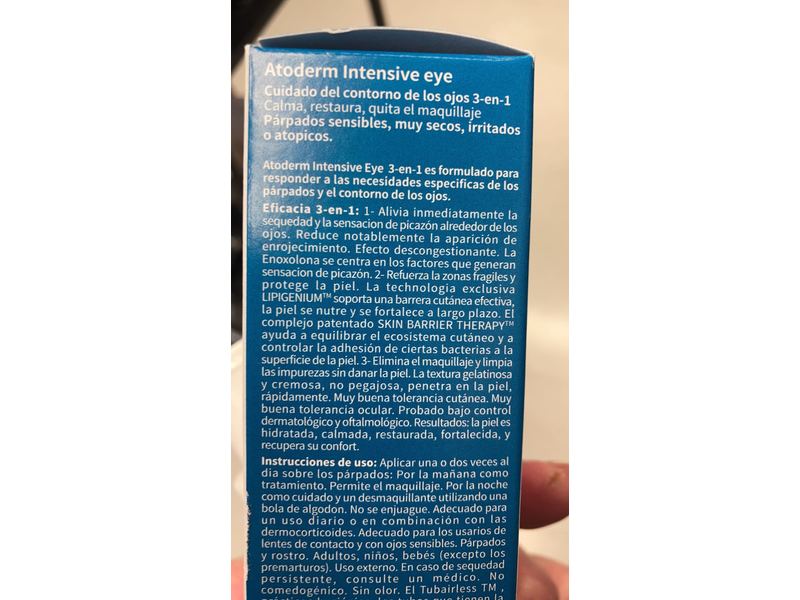 Atoderm Intensive eye
Cuidado del contorno de los ojos 3-en-1
Calma, restaura, quita el maquillaje
Párpados sensibles, muy secos, irritados
o atopicos.
Atoderm Intensive Eye 3-en-1 es formulado para
responder a las necesidades especificas de los
párpados y el contorno de los ojos.
Eficacia 3-en-1: 1- Alivia inmediatamente la
sequedad y la sensacion de picazón alrededor de los
ojos. Reduce notablemente la aparición de
enrojecimiento. Efecto descongestionante. La
Enoxolona se centra en los factores que generan
sensacion de picazón. 2- Refuerza la zonas fragiles y
protege la piel. La technologia exclusiva
LIPIGENIUM™ soporta una barrera cutánea efectiva,
la piel se nutre y se fortalece a largo plazo. El
complejo patentado SKIN BARRIER THERAPY™
ayuda a equilibrar el ecosistema cutáneo y a
controlar la adhesión de ciertas bacterias a la
superficie de la piel. 3- Elimina el maquillaje y limpia
las impurezas sin danar la piel. La textura gelatinosa
y cremosa, no pegajosa, penetra en la piel,
rápidamente. Muy buena tolerancia cutánea. Muy
buena tolerancia ocular. Probado bajo control
dermatológico y oftalmológico. Resultados: la piel es
hidratada, calmada, restaurada, fortalecida, y
recupera su confort.
Instrucciones de uso: Aplicar una o dos veces al
día sobre los párpados: Por la mañana como
tratamiento. Permite el maquillaje. Por la noche
como cuidado y un desmaquillante utilizando una
bola de algodon. No se enjuague. Adecuado para
un uso diario o en combinación con las
dermocorticoides. Adecuado para los usarios de
lentes de contacto y con ojos sensibles. Párpados
y rostro. Adultos, niños, bebés (excepto los
prematuros). Uso externo. En caso de sequedad
persistente, consulte un médico. No
comedogénico. Sin olor. El Tubairless TM ,